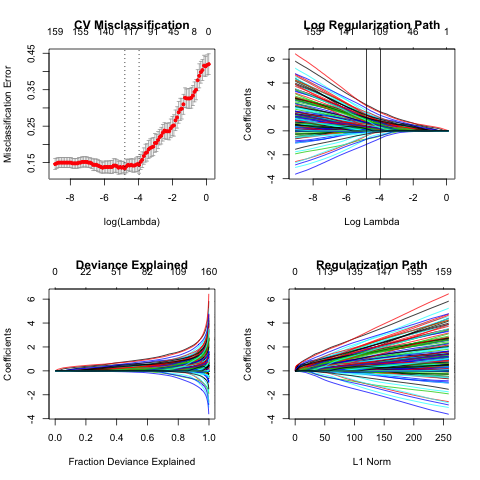 CV Misclassification
159 155 140 117 91 45 8 0
Misclassification Error
0.15 0.25 0.35 0.45
-8 -6 -4 -2 0
log(Lambda)
Log Regularization Path
155 141 109 46 1
Coefficients
-4 -2 0 2 4 6
-8 -6 -4 -2 0
Log Lambda
Deviance Explained
0 22 51 82 109 160
Coefficients
-4 -2 0 2 4 6
0.0 0.2 0.4 0.6 0.8 1.0
Fraction Deviance Explained
Regularization Path
0 113 135 147 155 159
Coefficients
-4 -2 0 2 4 6
0 50 100 150 200 250
L1 Norm